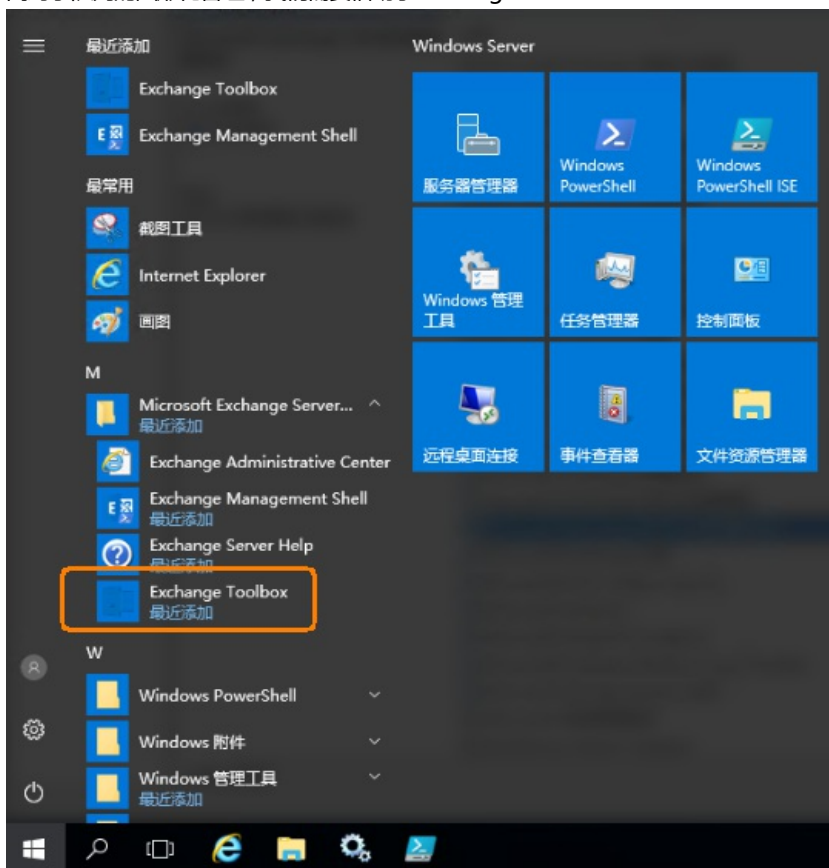 最近添加
Exchange Toolbox
Exchange Management Shell
最常用
截图工具
Internet Explorer
画图
M
Microsoft Exchange Server...
最近添加
Exchange Administrative Center
Exchange Management Shell
最近添加
Exchange Server Help
最近添加
Exchange Toolbox
最近添加
W
Windows PowerShell
Windows 附件
Windows 管理工具
最近添加
Windows Server
服务器管理器
Windows
PowerShell
Windows
PowerShell ISE
Windows 管理
工具
任务管理器
控制面板
远程桌面连接
事件查看器
文件资源管理器